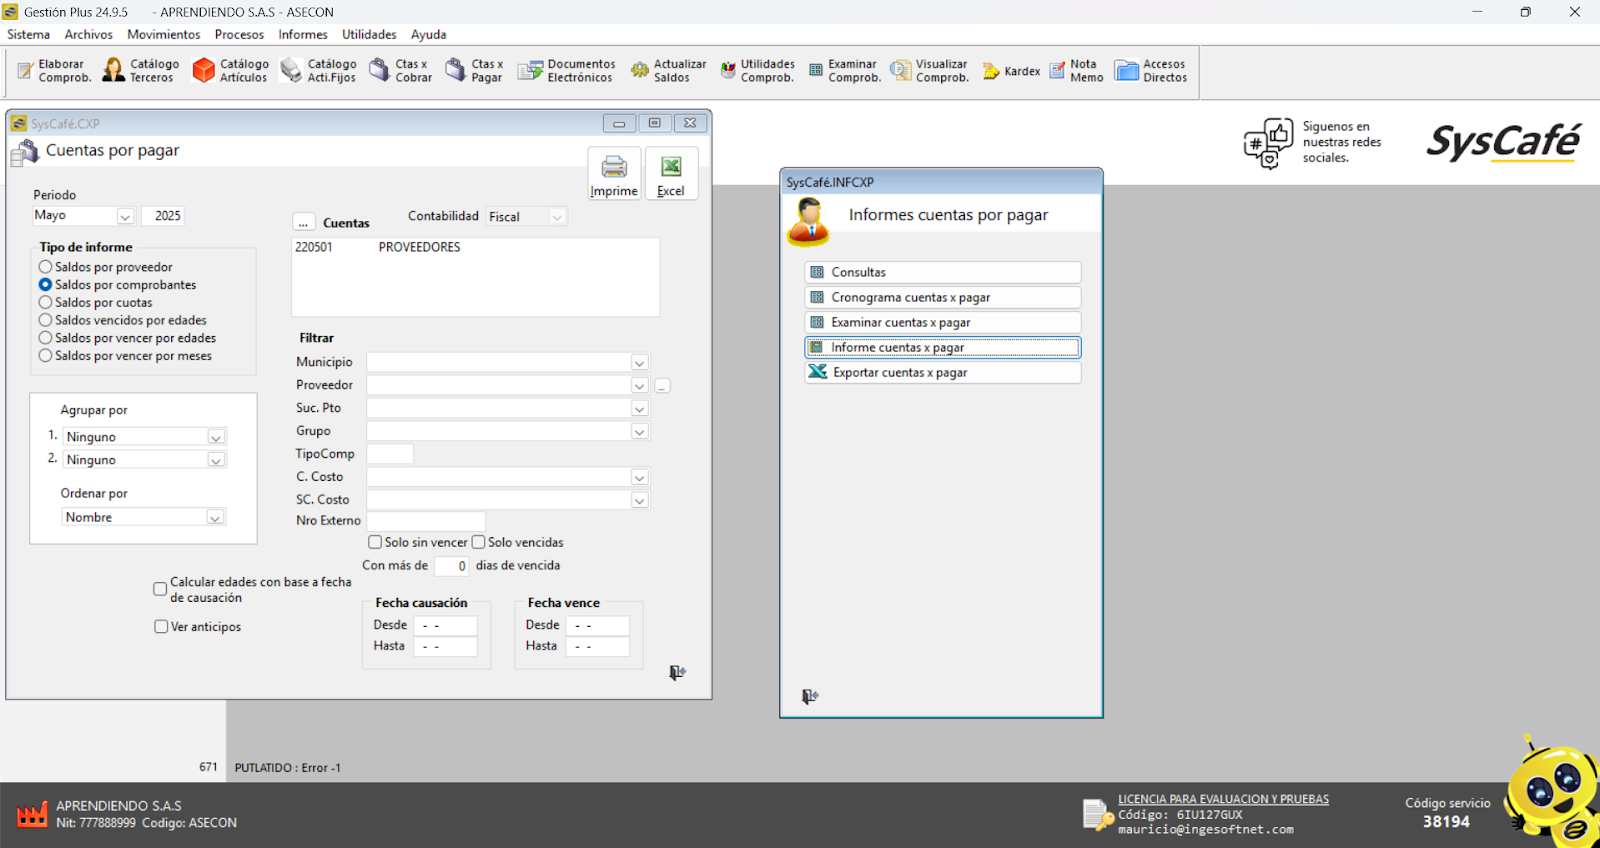 Gestión Plus 24.9.5 - APRENDIENDO S.A.S - ASECON
Sistema Archivos Movimientos Procesos Informes Utilidades Ayuda
Elaborar Comprob.
Catálogo Terceros
Catálogo Artículos
Catálogo Acti.Fijos
Ctas x Cobrar
Ctas x Pagar
Documentos Electrónicos
Actualizar Saldos
Utilidades Comprob.
Examinar Comprob.
Visualizar Comprob.
Kardex
Nota Memo
Accesos Directos
Siguenos en
nuestras redes
sociales.
SysCafé
SysCafé.CXP
Cuentas por pagar
Imprime
Excel
Periodo
Mayo 2025
... Cuentas
Contabilidad Fiscal
220501 PROVEEDORES
Tipo de informe
Saldos por proveedor
Saldos por comprobantes
Saldos por cuotas
Saldos vencidos por edades
Saldos por vencer por edades
Saldos por vencer por meses
Agrupar por
1. Ninguno
2. Ninguno
Ordenar por
Nombre
Filtrar
Municipio
Proveedor
Suc. Pto
Grupo
TipoComp
C. Costo
SC. Costo
Nro Externo
Solo sin vencer Solo vencidas
Con más de 0 dias de vencida
Calcular edades con base a fecha
de causación
Ver anticipos
Fecha causación
Desde - -
Hasta - -
Fecha vence
Desde - -
Hasta - -
SysCafé.INFCXP
Informes cuentas por pagar
Consultas
Cronograma cuentas x pagar
Examinar cuentas x pagar
Informe cuentas x pagar
Exportar cuentas x pagar
671 PUTLATIDO : Error -1
APRENDIENDO S.A.S
Nit: 777888999 Codigo: ASECON
LICENCIA PARA EVALUACION Y PRUEBAS
Código: 6IU127GUX
mauricio@ingesoftnet.com
Código servicio
38194